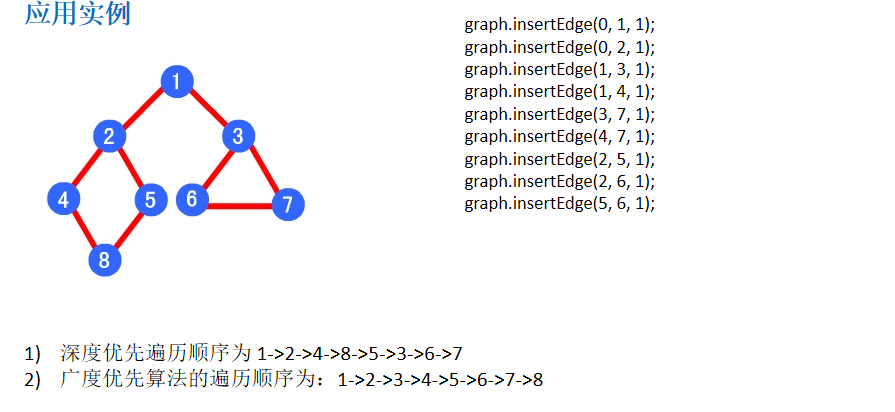 应用实例
graph.insertEdge(0, 1, 1);
graph.insertEdge(0, 2, 1);
graph.insertEdge(1, 3, 1);
graph.insertEdge(1, 4, 1);
graph.insertEdge(3, 7, 1);
graph.insertEdge(4, 7, 1);
graph.insertEdge(2, 5, 1);
graph.insertEdge(2, 6, 1);
graph.insertEdge(5, 6, 1);
1
2 3
4 5 6 7
8
1) 深度优先遍历顺序为 1->2->4->8->5->3->6->7
2) 广度优先算法的遍历顺序为：1->2->3->4->5->6->7->8